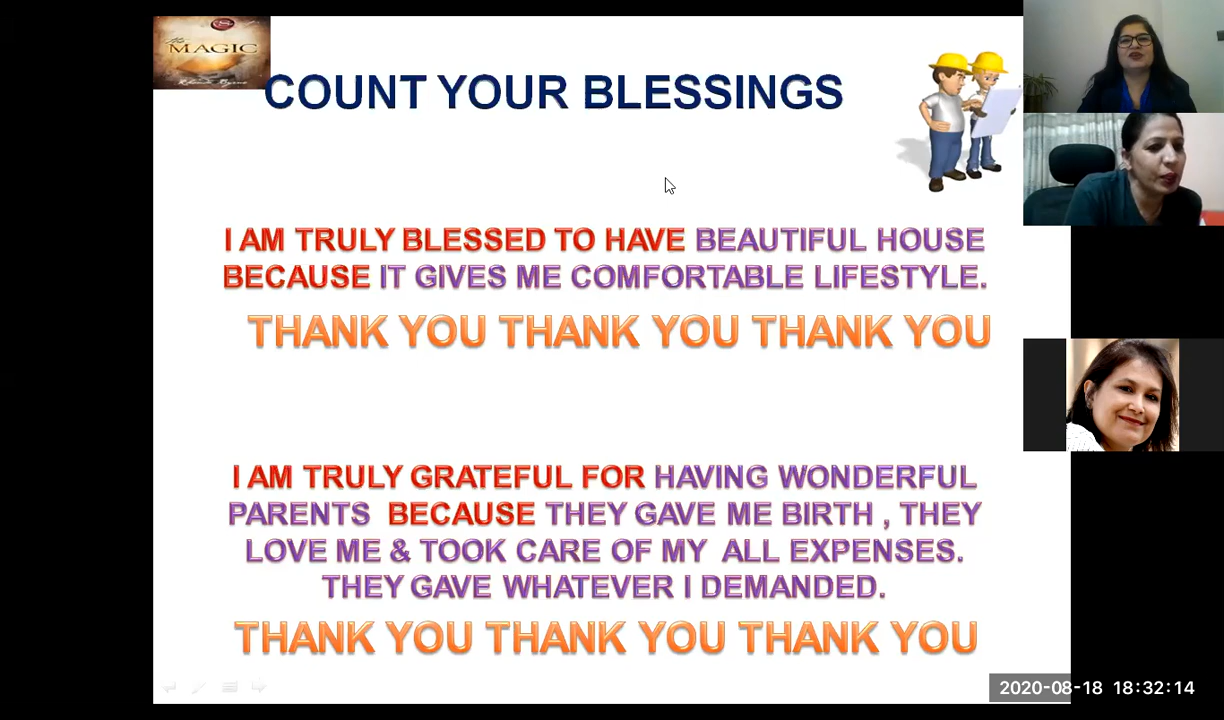 The
MAGIC
Rhonda Byrne
COUNT YOUR BLESSINGS
I AM TRULY BLESSED TO HAVE BEAUTIFUL HOUSE
BECAUSE IT GIVES ME COMFORTABLE LIFESTYLE.
THANK YOU THANK YOU THANK YOU
I AM TRULY GRATEFUL FOR HAVING WONDERFUL
PARENTS BECAUSE THEY GAVE ME BIRTH , THEY
LOVE ME & TOOK CARE OF MY ALL EXPENSES.
THEY GAVE WHATEVER I DEMANDED.
THANK YOU THANK YOU THANK YOU
2020-08-18 18:32:14